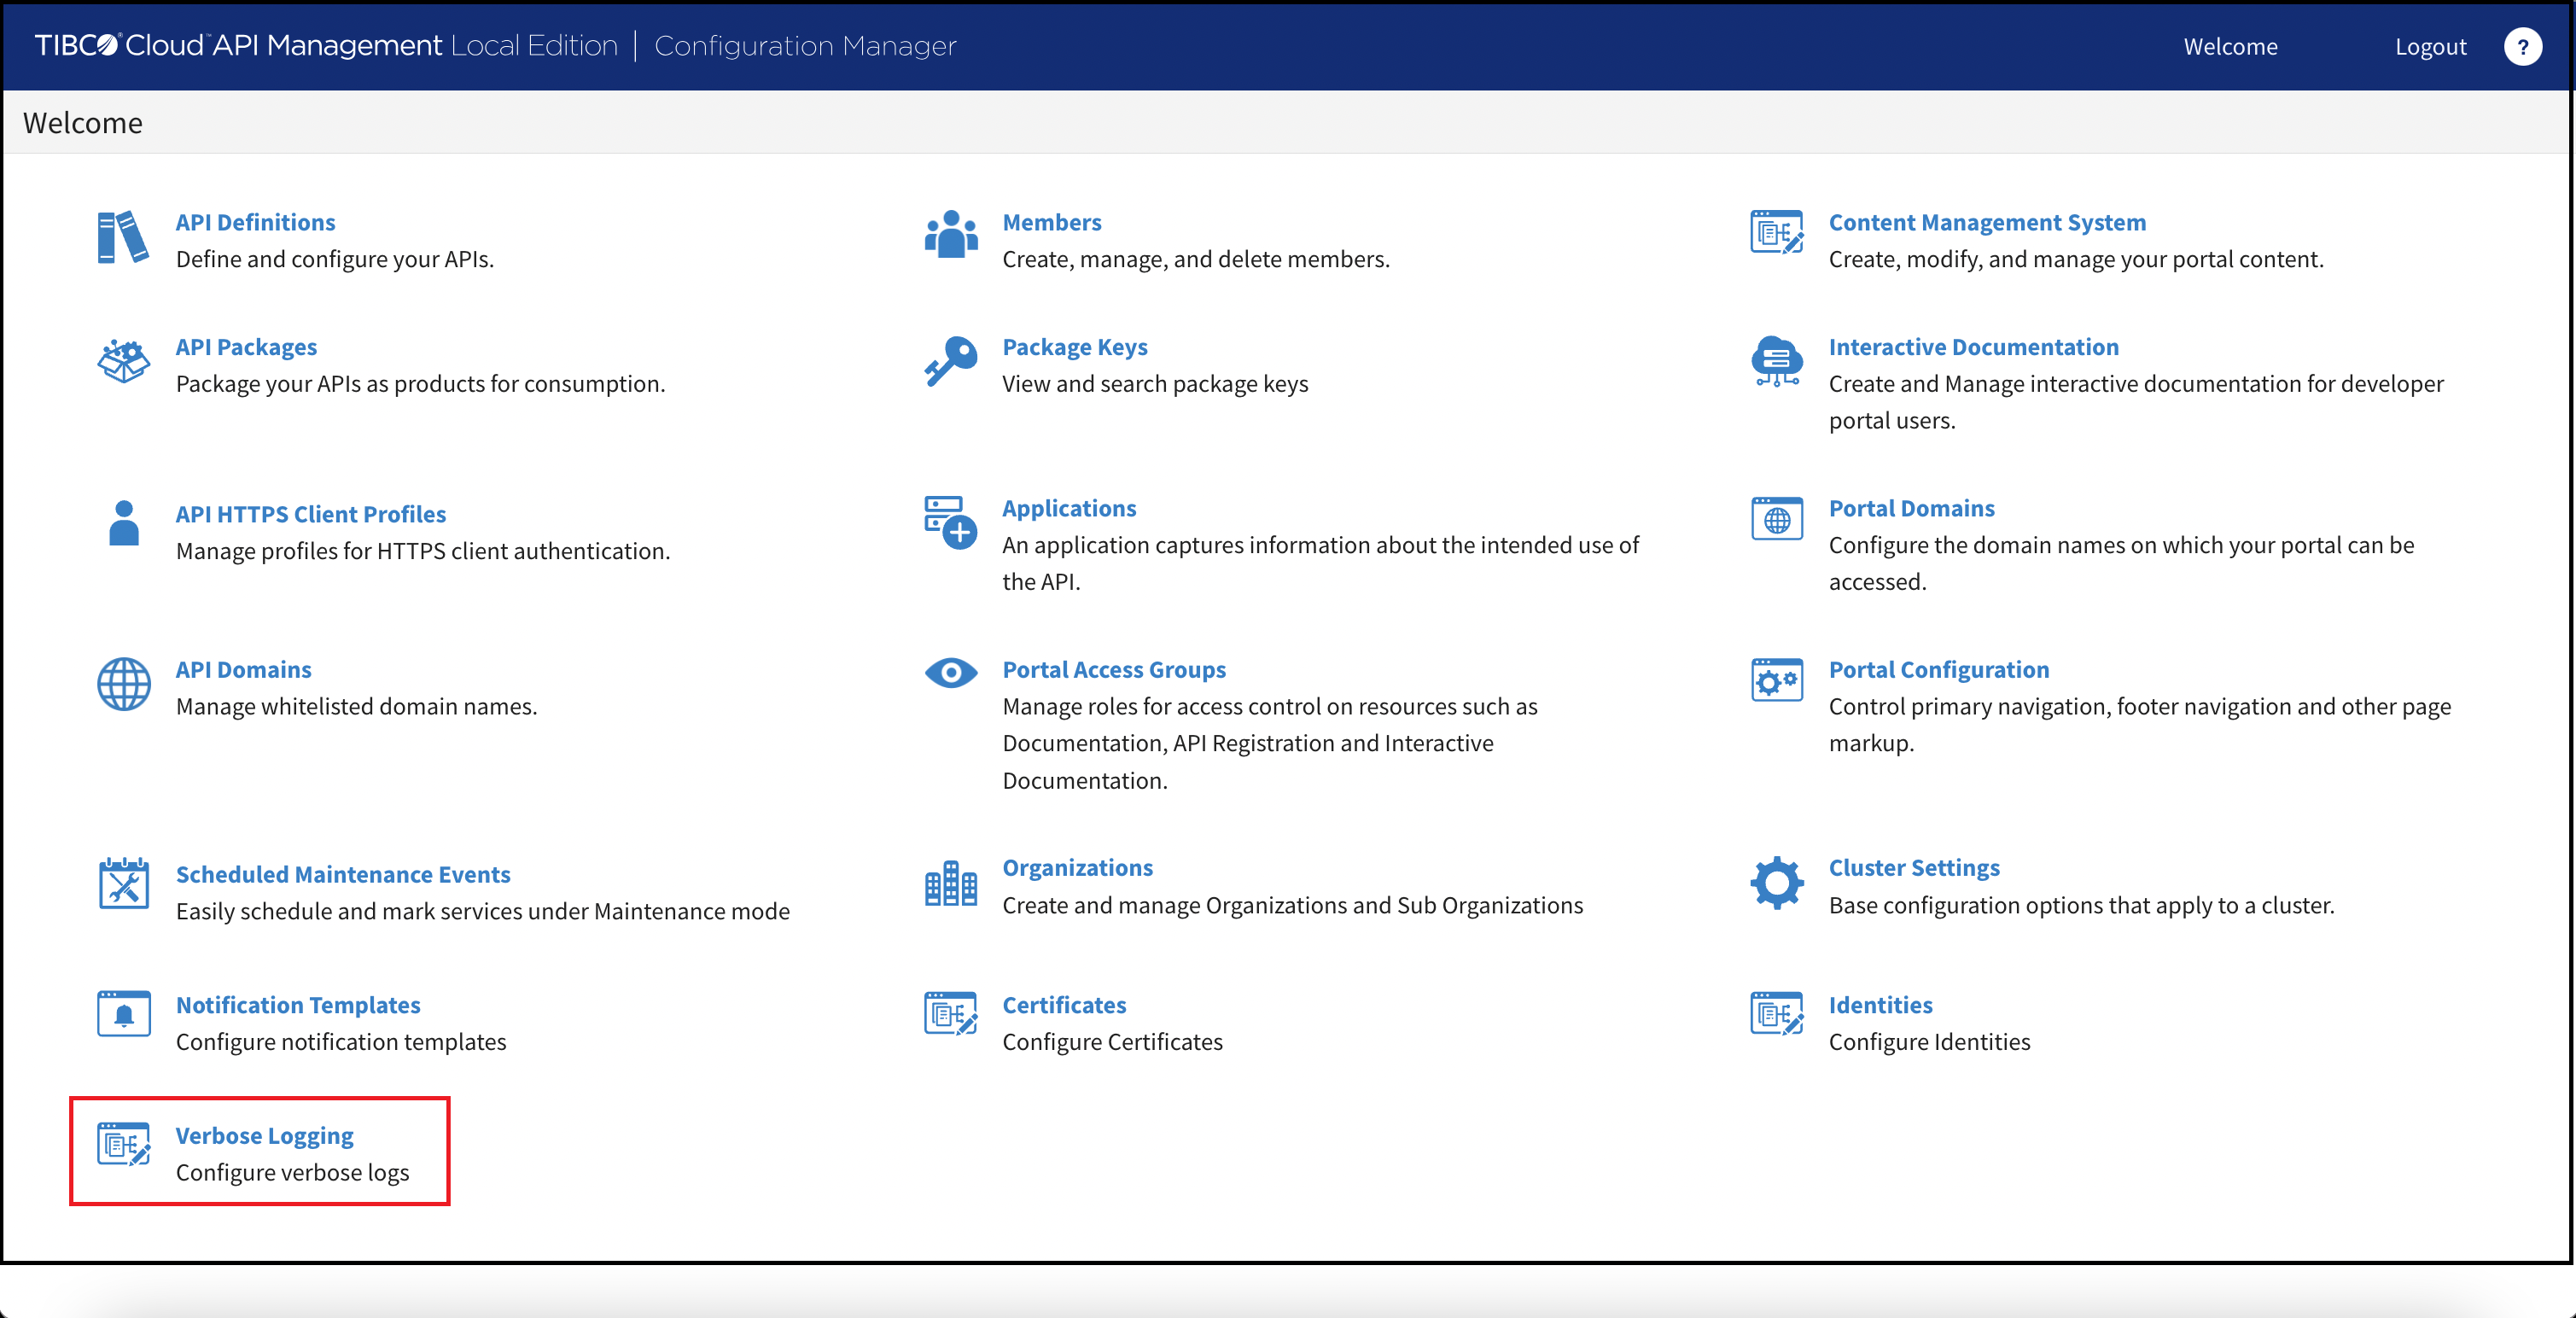 TIBCO® Cloud™ API Management Local Edition | Configuration Manager
Welcome
Logout
?
Welcome
API Definitions
Define and configure your APIs.
Members
Create, manage, and delete members.
Content Management System
Create, modify, and manage your portal content.
API Packages
Package your APIs as products for consumption.
Package Keys
View and search package keys
Interactive Documentation
Create and Manage interactive documentation for developer
portal users.
API HTTPS Client Profiles
Manage profiles for HTTPS client authentication.
Applications
An application captures information about the intended use of
the API.
Portal Domains
Configure the domain names on which your portal can be
accessed.
API Domains
Manage whitelisted domain names.
Portal Access Groups
Manage roles for access control on resources such as
Documentation, API Registration and Interactive
Documentation.
Portal Configuration
Control primary navigation, footer navigation and other page
markup.
Scheduled Maintenance Events
Easily schedule and mark services under Maintenance mode
Organizations
Create and manage Organizations and Sub Organizations
Cluster Settings
Base configuration options that apply to a cluster.
Notification Templates
Configure notification templates
Certificates
Configure Certificates
Identities
Configure Identities
Verbose Logging
Configure verbose logs